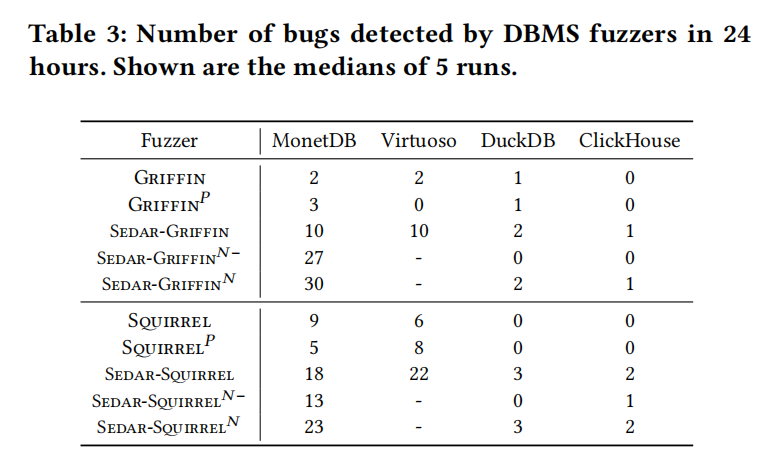 Table 3: Number of bugs detected by DBMS fuzzers in 24
hours. Shown are the medians of 5 runs.
Fuzzer MonetDB Virtuoso DuckDB ClickHouse
Griffin 2 2 1 0
Griffin^P 3 0 1 0
Sedar-Griffin 10 10 2 1
Sedar-Griffin^N− 27 - 0 0
Sedar-Griffin^N 30 - 2 1
Squirrel 9 6 0 0
Squirrel^P 5 8 0 0
Sedar-Squirrel 18 22 3 2
Sedar-Squirrel^N− 13 - 0 1
Sedar-Squirrel^N 23 - 3 2